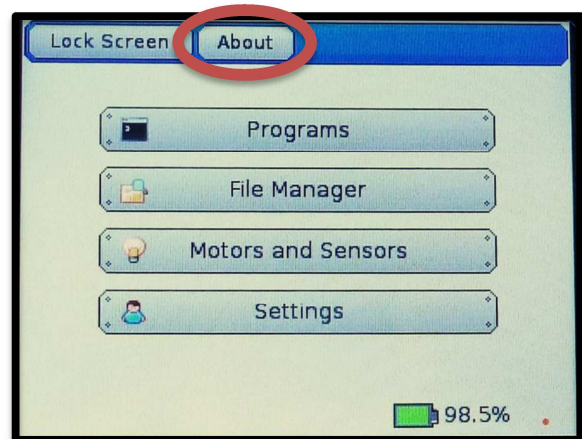 Lock Screen About
Programs
File Manager
Motors and Sensors
Settings
98.5%